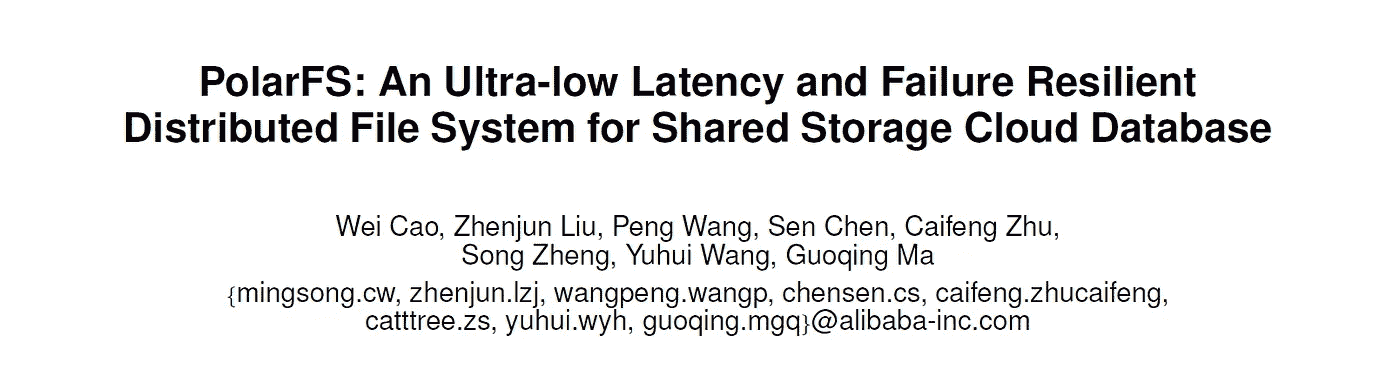 PolarFS: An Ultra-low Latency and Failure Resilient
Distributed File System for Shared Storage Cloud Database
Wei Cao, Zhenjun Liu, Peng Wang, Sen Chen, Caifeng Zhu,
Song Zheng, Yuhui Wang, Guoqing Ma
{mingsong.cw, zhenjun.lzj, wangpeng.wangp, chensen.cs, caifeng.zhucaifeng,
catttree.zs, yuhui.wyh, guoqing.mgq}@alibaba-inc.com